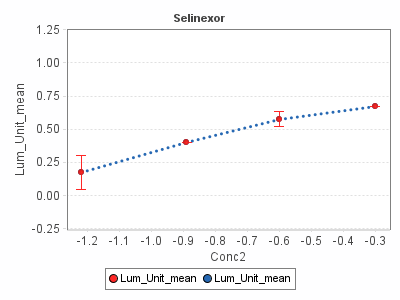 Selinexor
1.25
1.00
0.75
0.50
0.25
0.00
-0.25
Lum_Unit_mean
-1.2 -1.1 -1.0 -0.9 -0.8 -0.7 -0.6 -0.5 -0.4 -0.3
Conc2
Lum_Unit_mean Lum_Unit_mean